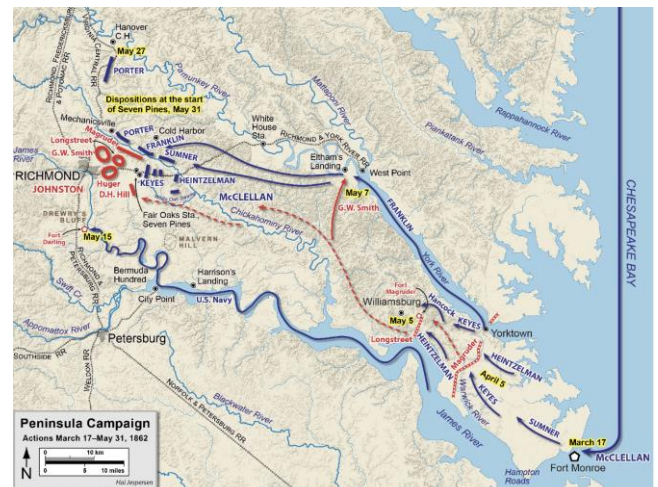 Hanover
C.H.
May 27
PORTER
RICHMOND, FREDERICKSBURG
& POTOMAC RR
VIRGINIA CENTRAL RR
Pamunkey River
Mattaponi River
Rappahannock River
Piankatank River
Dispositions at the start
of Seven Pines, May 31
Mechanicsville
PORTER
Cold Harbor
White
House
Sta.
RICHMOND & YORK RIVER RR
Magruder
FRANKLIN
Longstreet
G.W. Smith
SUMNER
James
River
RICHMOND
JOHNSTON
Huger
D.H. Hill
KEYES
HEINTZELMAN
McCLELLAN
Eltham's
Landing
West Point
May 7
G.W. Smith
FRANKLIN
York River
CHESAPEAKE BAY
Fair Oaks Sta.
Seven Pines
Chickahominy River
DREWRY'S
BLUFF
Fort
Darling
May 15
MALVERN
HILL
RICHMOND &
PETERSBURG RR
Bermuda
Hundred
Harrison's
Landing
City Point
U.S. Navy
Swift Cr.
Appomattox River
Petersburg
SOUTHSIDE RR
WELDON RR
NORFOLK & PETERSBURG RR
Blackwater River
Fort
Magruder
Williamsburg
May 5
Hancock
KEYES
Yorktown
Longstreet
HEINTZELMAN
Magruder
HEINTZELMAN
April 5
KEYES
Warwick River
SUMNER
James River
March 17
McCLELLAN
Fort Monroe
Hampton
Roads
Peninsula Campaign
Actions March 17–May 31, 1862
N
0 10 km
0 5 10 miles
Hal Jespersen